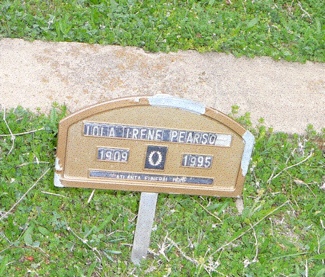 IOLA IRENE PEARSO
1909 1995
ATLANTA FUNERAL HOME